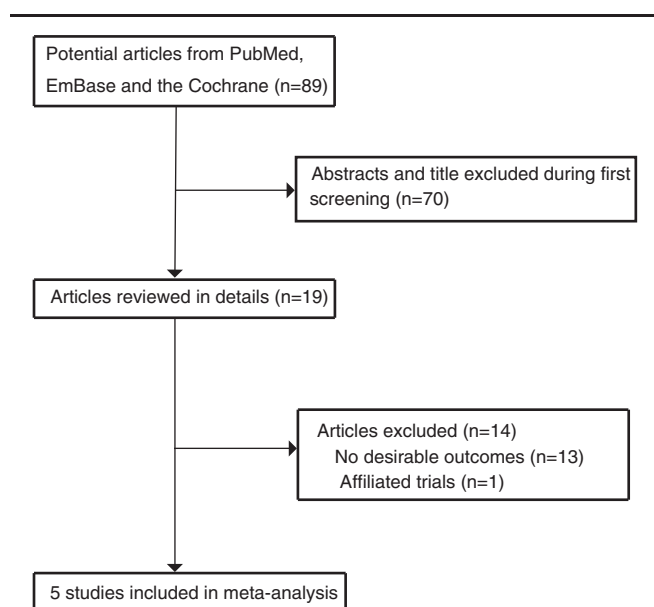 Potential articles from PubMed,
EmBase and the Cochrane (n=89)
Abstracts and title excluded during first
screening (n=70)
Articles reviewed in details (n=19)
Articles excluded (n=14)
No desirable outcomes (n=13)
Affiliated trials (n=1)
5 studies included in meta-analysis